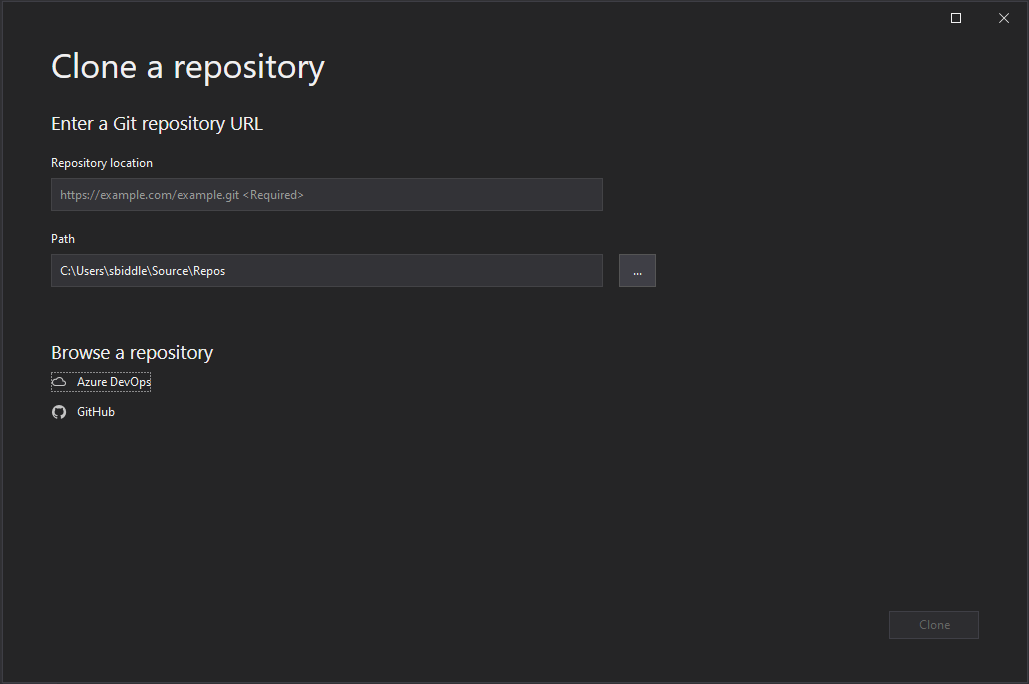 Clone a repository
Enter a Git repository URL
Repository location
https://example.com/example.git <Required>
Path
C:\Users\sbiddle\Source\Repos
...
Browse a repository
Azure DevOps
GitHub
Clone